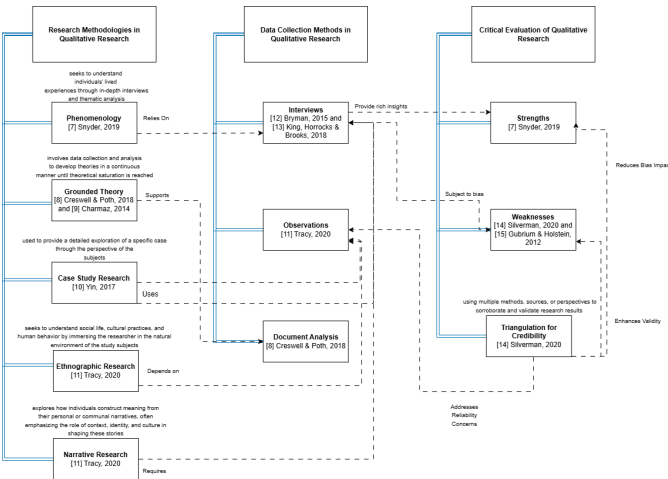 Research Methodologies in
Qualitative Research
seeks to understand
individuals' lived
experiences through in-depth interviews
and thematic analysis
Phenomenology
[7] Snyder, 2019
Relies On
involves data collection and analysis
to develop theories in a continuous
manner until theoretical saturation is reached
Grounded Theory
[8] Creswell & Poth, 2018
and [9] Charmaz, 2014
Supports
used to provide a detailed exploration of a specific case
through the perspective of the
subjects
Case Study Research
[10] Yin, 2017
Uses
seeks to understand social life, cultural practices, and
human behavior by immersing the researcher in the natural
environment of the study subjects
Ethnographic Research
[11] Tracy, 2020
Depends on
explores how individuals construct meaning from
their personal or communal narratives, often
emphasizing the role of context, identity, and culture in
shaping these stories
Narrative Research
[11] Tracy, 2020
Requires
Data Collection Methods in
Qualitative Research
Interviews
[12] Bryman, 2015 and
[13] King, Horrocks &
Brooks, 2018
Provide rich insights
Subject to bias
Observations
[11] Tracy, 2020
Document Analysis
[8] Creswell & Poth, 2018
Critical Evaluation of Qualitative
Research
Strengths
[7] Snyder, 2019
Reduces Bias Impac
Weaknesses
[14] Silverman, 2020 and
[15] Gubrium & Holstein,
2012
using multiple methods, sources, or perspectives to
corroborate and validate research results
Triangulation for
Credibility
[14] Silverman, 2020
Enhances Validity
Addresses
Reliability
Concerns